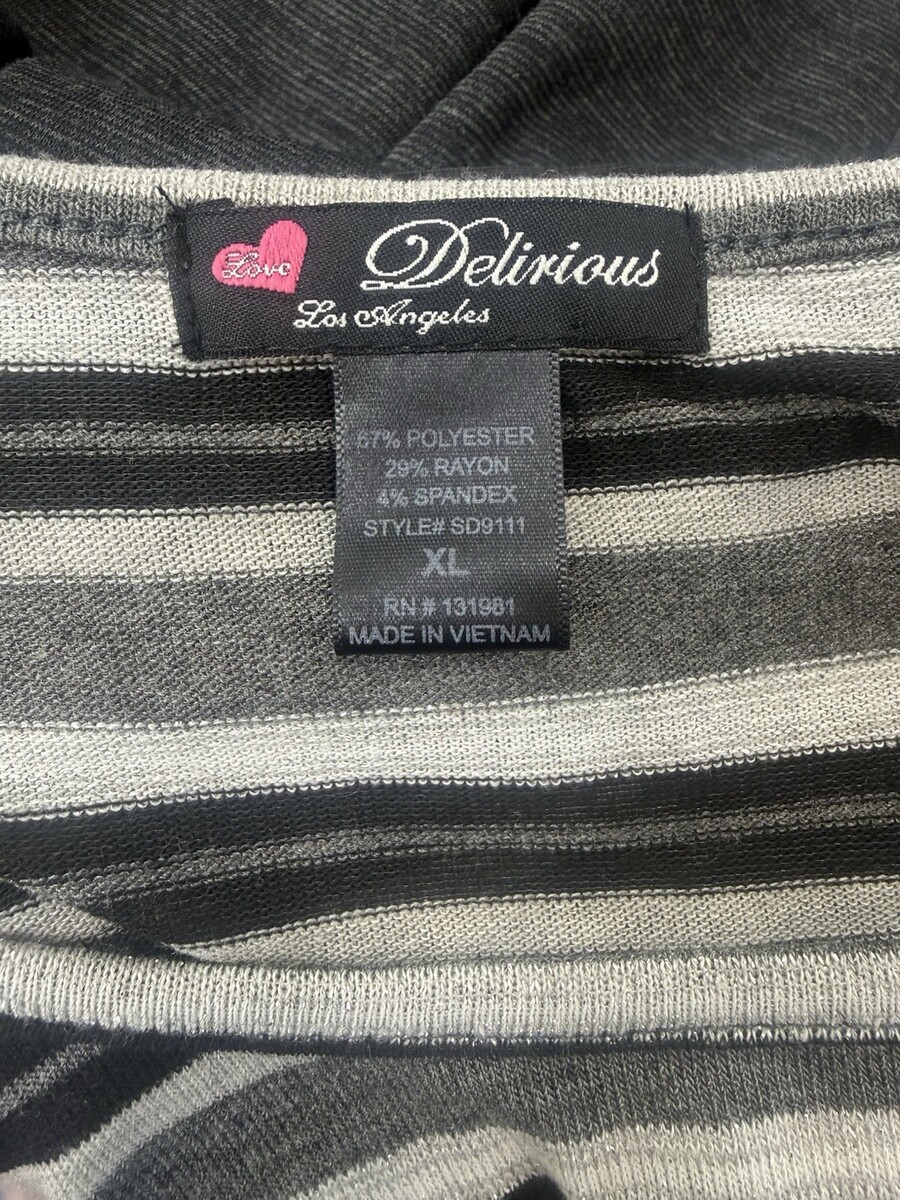 Love Delirious
Los Angeles
67% POLYESTER
29% RAYON
4% SPANDEX
STYLE# SD9111
XL
RN # 131981
MADE IN VIETNAM